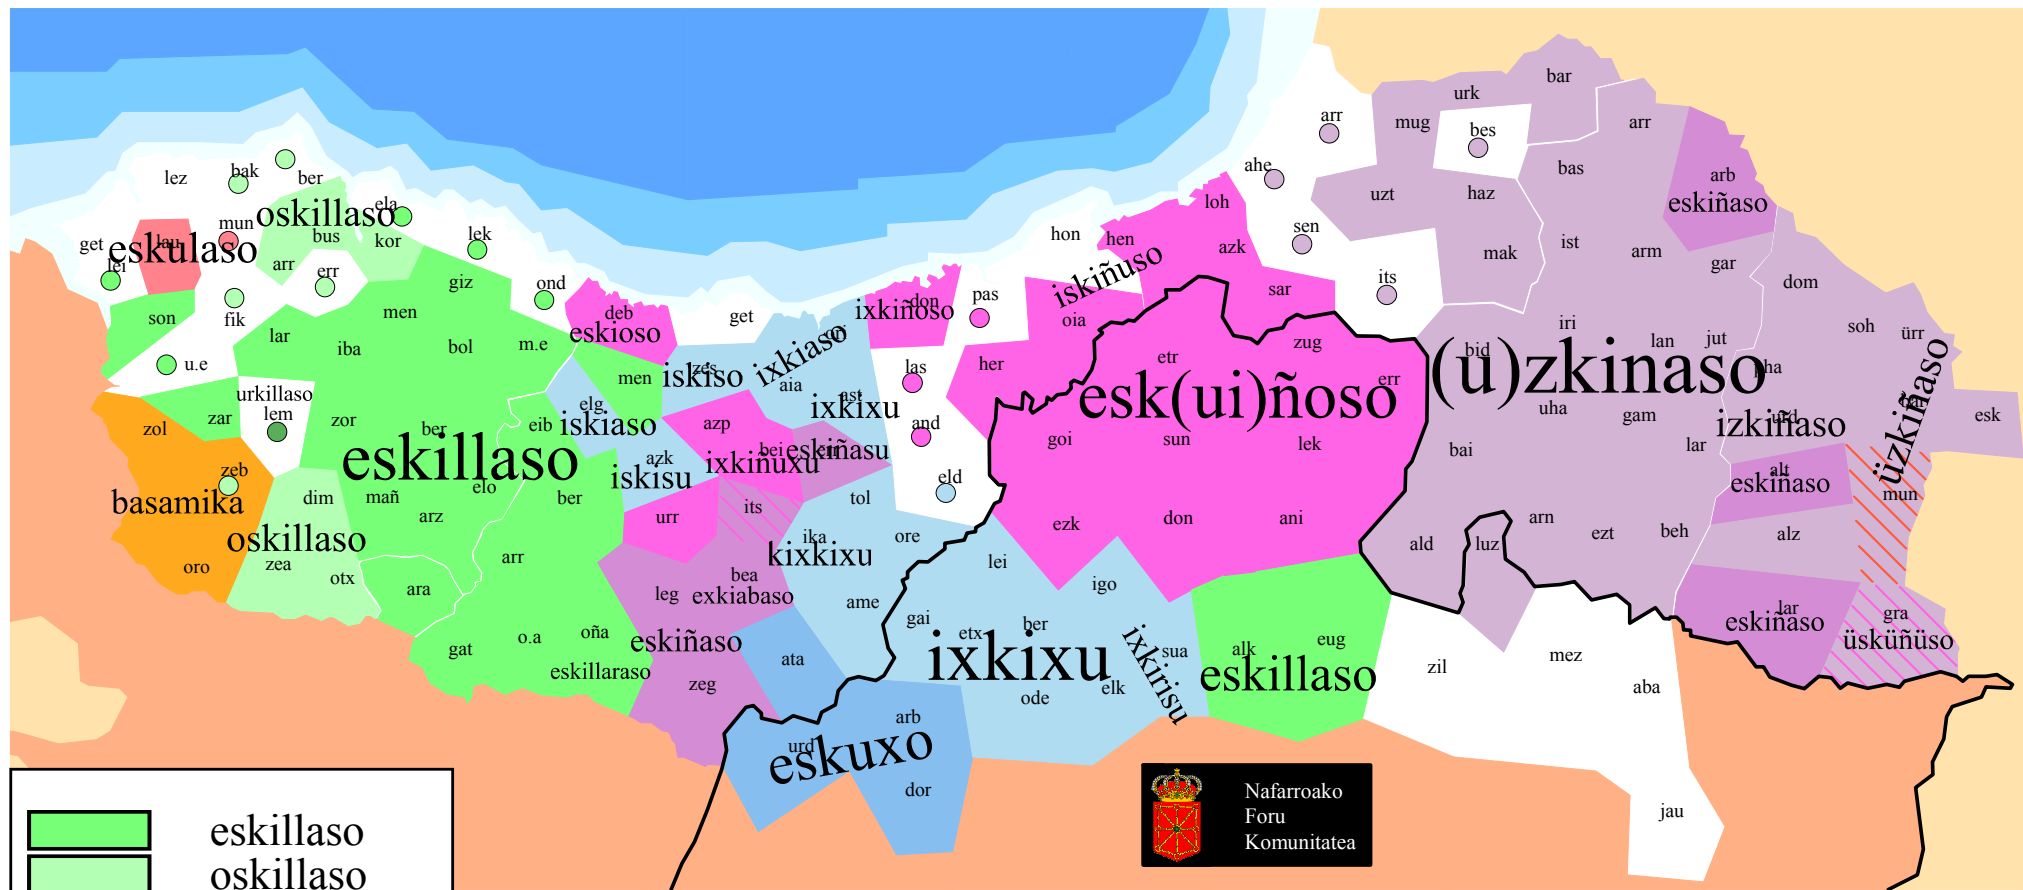 bar
urk
arr
mug
bes
arr
bas
ahe
lez
bak
ber
arb
uzt
haz
eskiñaso
loh
ela
oskillaso
mun
bus
kor
lek
hon
hen
azk
sen
ist
arm
mak
gar
get
eskulaso
lau
lei
arr
err
giz
ond
iskiñuso
its
dom
sar
don
pas
ixkiñoso
deb
eskioso
get
oia
son
fik
men
lar
iba
bol
m.e
ixkiaso
orr
zug
iri
lan
jut
soh
ürr
etr
bid
u.e
men
iskiso
zes
aia
las
her
err
(u)zkinaso
pha
esk(ui)ñoso
urkillaso
lem
zar
zor
ber
eib
elg
iskiaso
azp
ast
ixkixu
and
uha
gam
izkiñaso
urd
bar
esk
üzkiñaso
zol
zeb
eskillaso
azk
iskisu
bei
ixkiñuxu
eskiñasu
err
goi
sun
lek
bai
lar
alt
eskiñaso
mun
basamika
dim
mañ
elo
arz
ber
urr
its
tol
eld
ezk
don
ani
arn
ezt
beh
alz
oskillaso
zea
oro
otx
arr
ika
kixkixu
ore
lei
ald
luz
ara
bea
leg
exkiabaso
ame
igo
gai
etx
ber
lar
eskiñaso
gra
üsküñüso
gat
o.a
oña
eskillaraso
eskiñaso
ata
ixkixu
ixkirisu
sua
alk
eug
eskillaso
zil
mez
aba
zeg
ode
elk
arb
urd
eskuxo
dor
jau
Nafarroako
Foru
Komunitatea
eskillaso
oskillaso